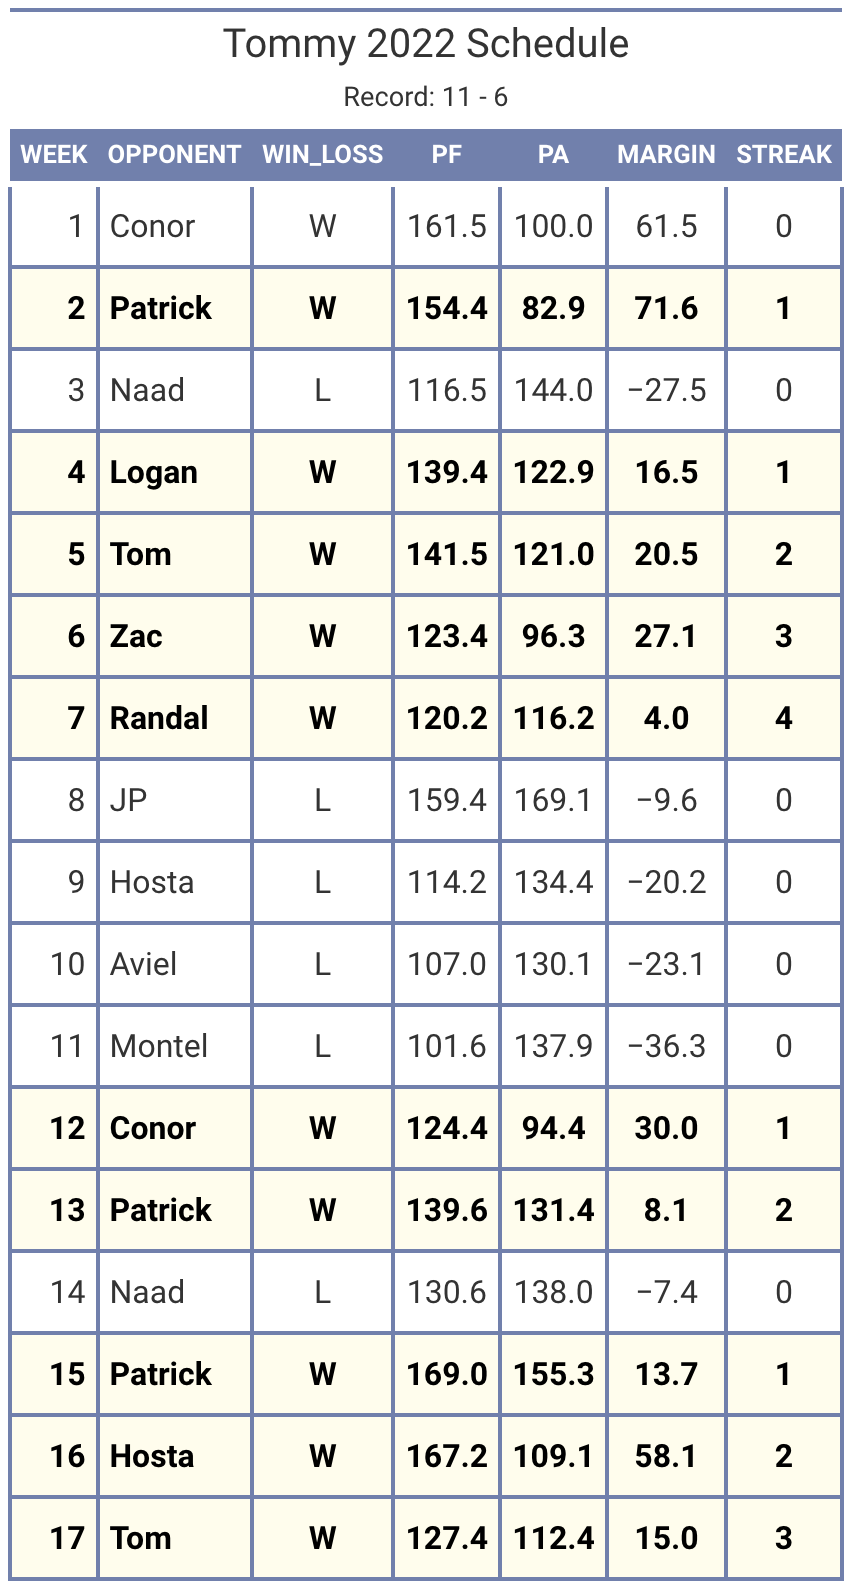 Tommy 2022 Schedule
Record: 11 - 6
WEEK OPPONENT WIN_LOSS PF PA MARGIN STREAK
1 Conor W 161.5 100.0 61.5 0
2 Patrick W 154.4 82.9 71.6 1
3 Naad L 116.5 144.0 −27.5 0
4 Logan W 139.4 122.9 16.5 1
5 Tom W 141.5 121.0 20.5 2
6 Zac W 123.4 96.3 27.1 3
7 Randal W 120.2 116.2 4.0 4
8 JP L 159.4 169.1 −9.6 0
9 Hosta L 114.2 134.4 −20.2 0
10 Aviel L 107.0 130.1 −23.1 0
11 Montel L 101.6 137.9 −36.3 0
12 Conor W 124.4 94.4 30.0 1
13 Patrick W 139.6 131.4 8.1 2
14 Naad L 130.6 138.0 −7.4 0
15 Patrick W 169.0 155.3 13.7 1
16 Hosta W 167.2 109.1 58.1 2
17 Tom W 127.4 112.4 15.0 3